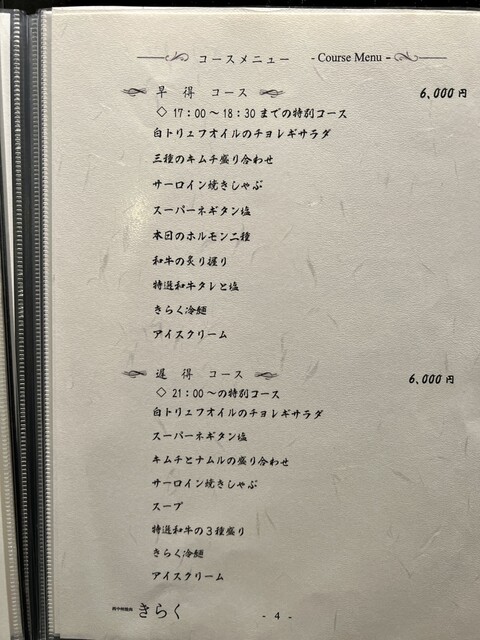 コースメニュー - Course Menu -
早 得 コース 6,000円
◇ 17:00～18:30までの特別コース
白トリュフオイルのチョレギサラダ
三種のキムチ盛り合わせ
サーロイン焼きしゃぶ
スーパーネギタン塩
本日のホルモン二種
和牛の炙り握り
特選和牛タレと塩
きらく冷麺
アイスクリーム
遅 得 コース 6,000円
◇ 21:00～の特別コース
白トリュフオイルのチョレギサラダ
スーパーネギタン塩
キムチとナムルの盛り合わせ
サーロイン焼きしゃぶ
スープ
特選和牛の3種盛り
きらく冷麺
アイスクリーム
きらく
- 4 -